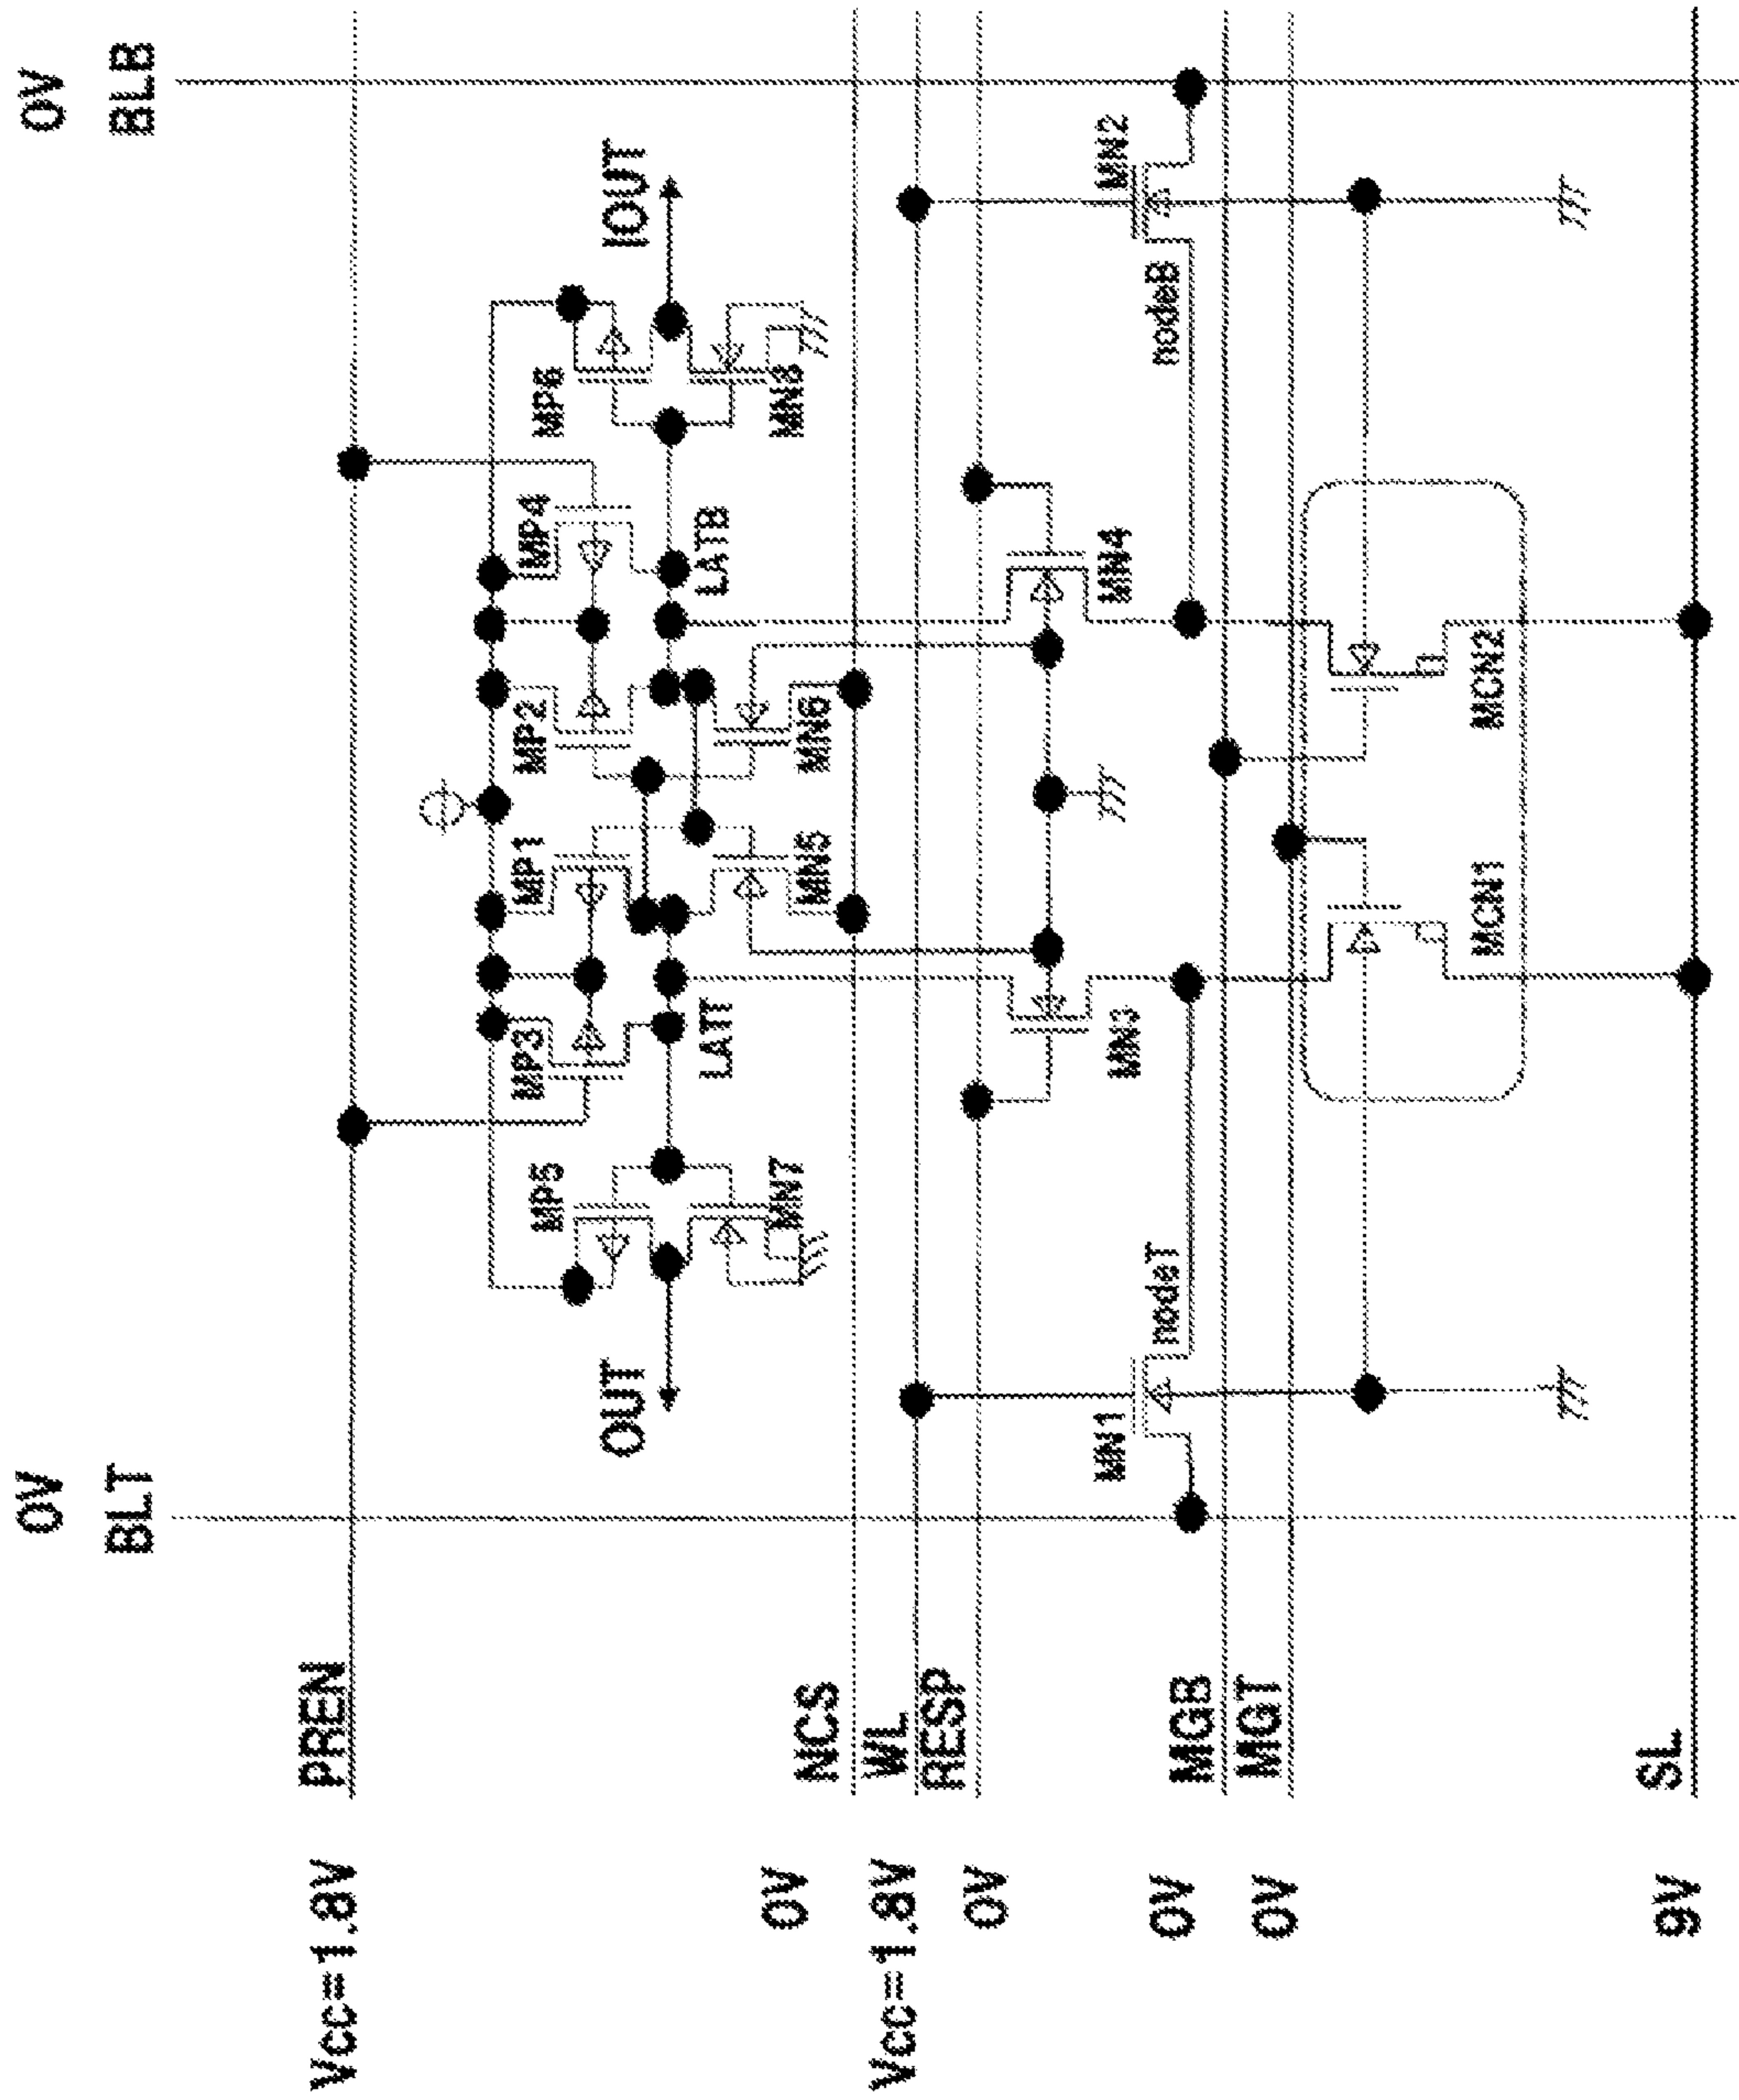 0V
BLT
0V
BLB
Vcc=1.8V
PREN
MP5
MP3
MP1
MP2
MP4
MP6
OUT
IOUT
LATT
LATB
MN7
MN5
MN6
MN8
0V
NCS
Vcc=1.8V
WL
0V
RESP
MN1
MN3
MN4
MN2
nodeT
nodeB
0V
MGB
0V
MGT
MCN1
MCN2
9V
SL